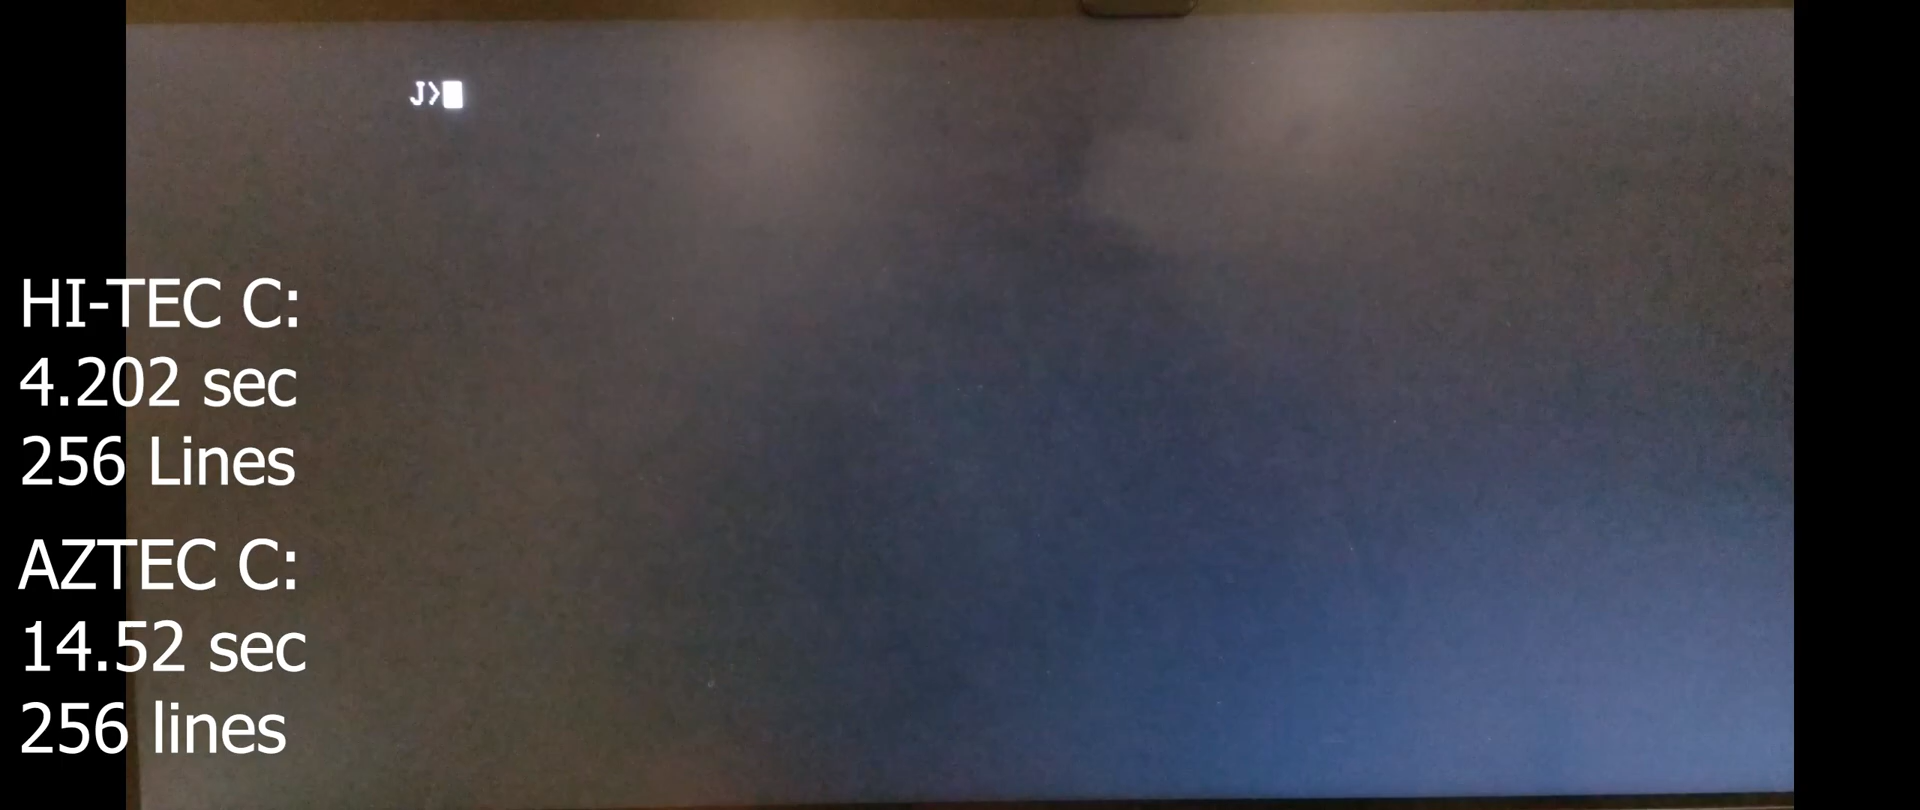 J>
HI-TEC C:
4.202 sec
256 Lines
AZTEC C:
14.52 sec
256 lines